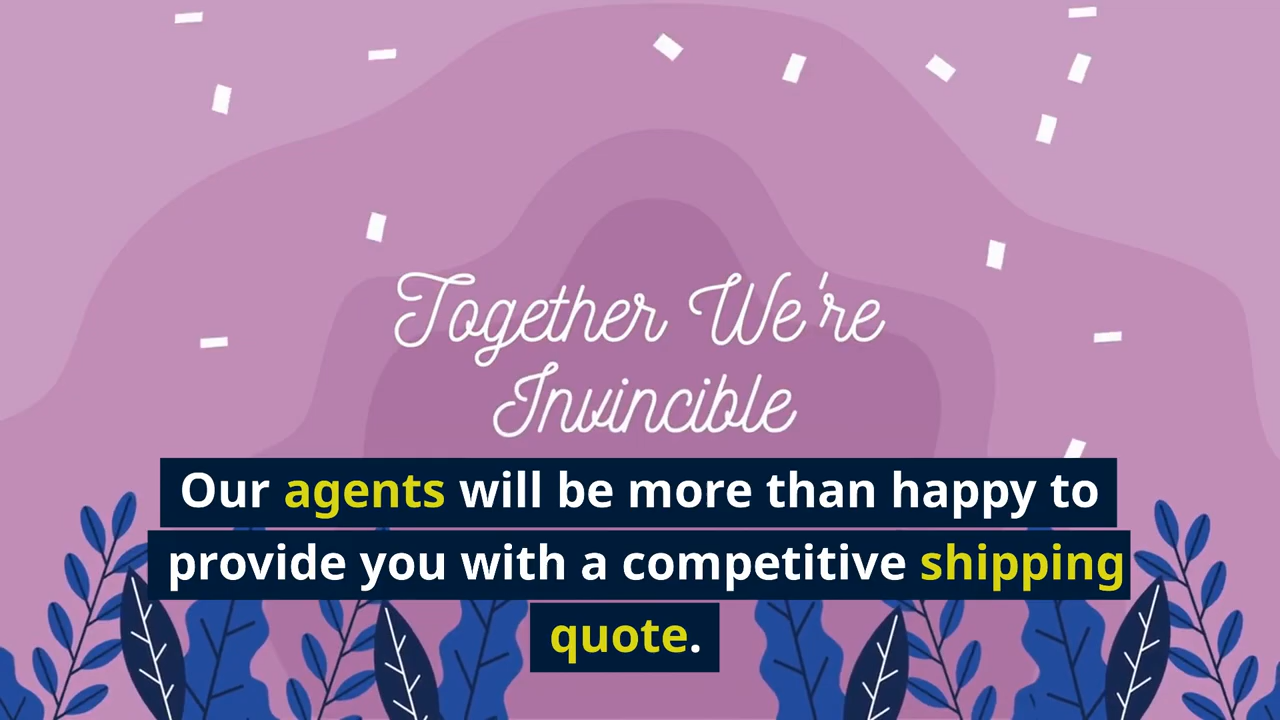 Together We're
Invincible
Our agents will be more than happy to
provide you with a competitive shipping
quote.